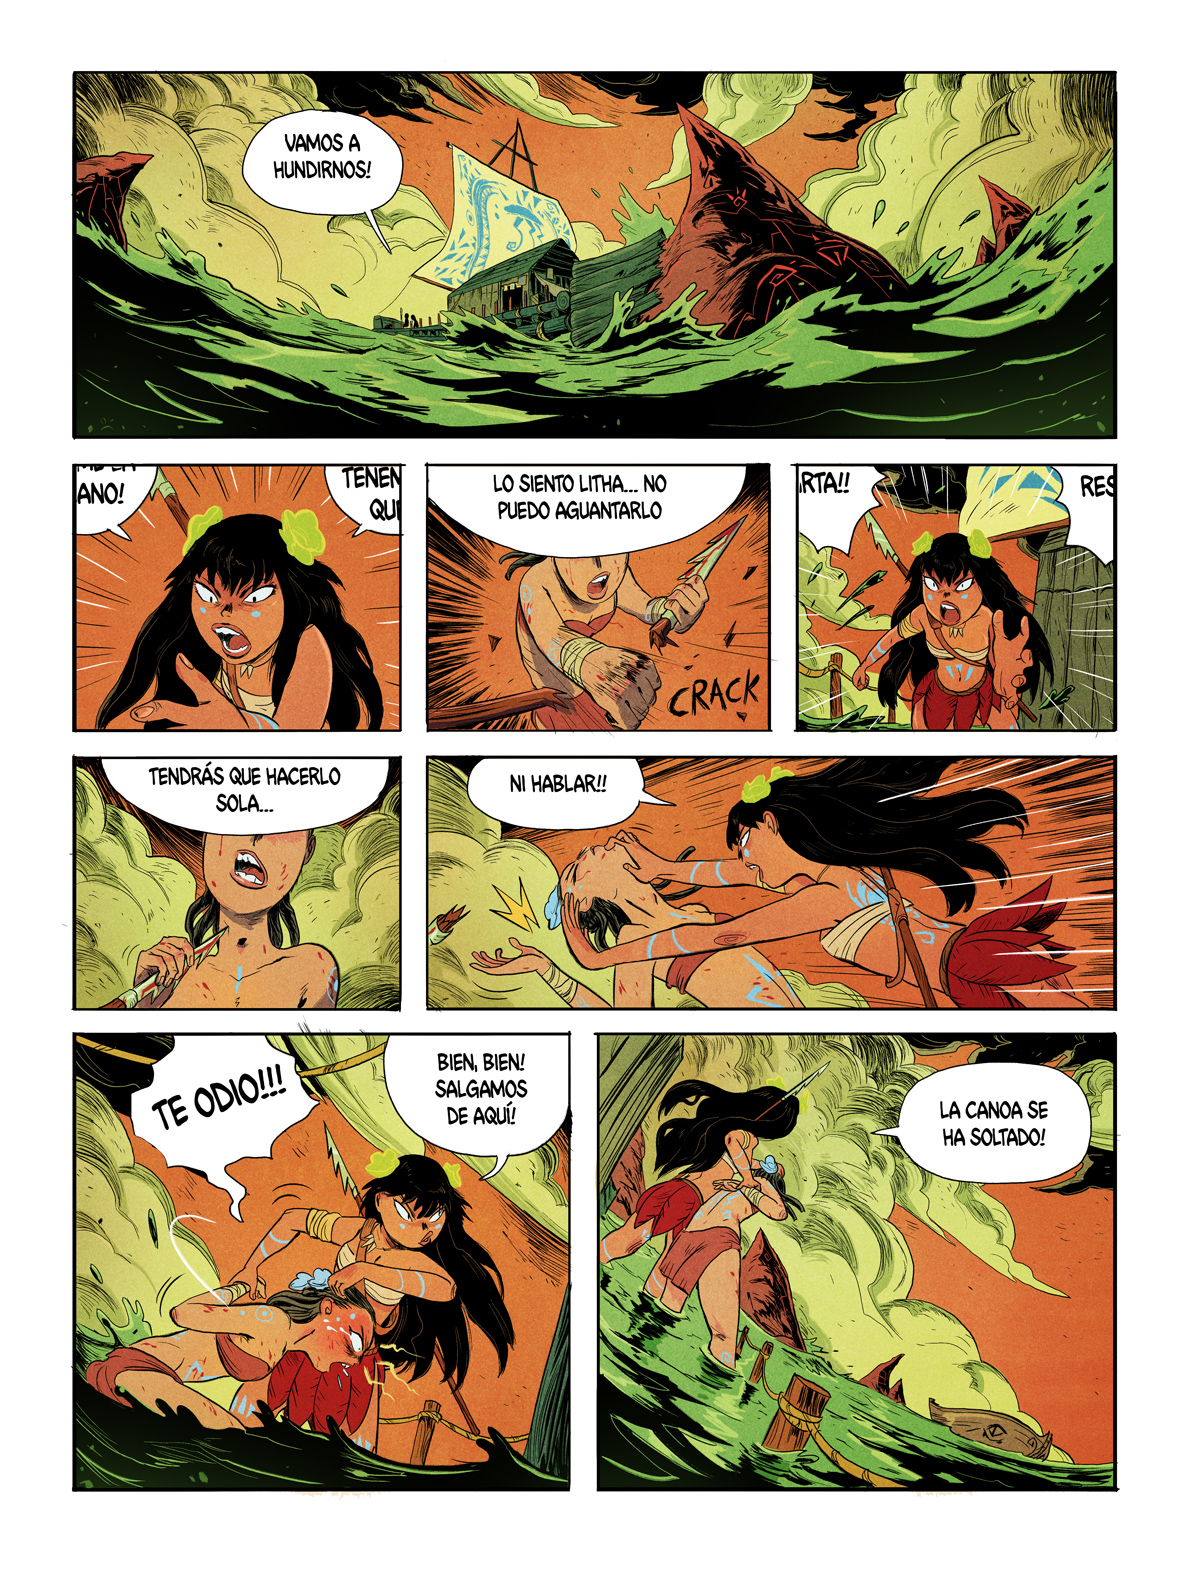 VAMOS A
HUNDIRNOS!
ANO!
TENEN
QU
LO SIENTO LITHA... NO
PUEDO AGUANTARLO
CRACK
RTA!!
RES
TENDRÁS QUE HACERLO
SOLA...
NI HABLAR!!
TE ODIO!!!
BIEN, BIEN!
SALGAMOS
DE AQUÍ!
LA CANOA SE
HA SOLTADO!